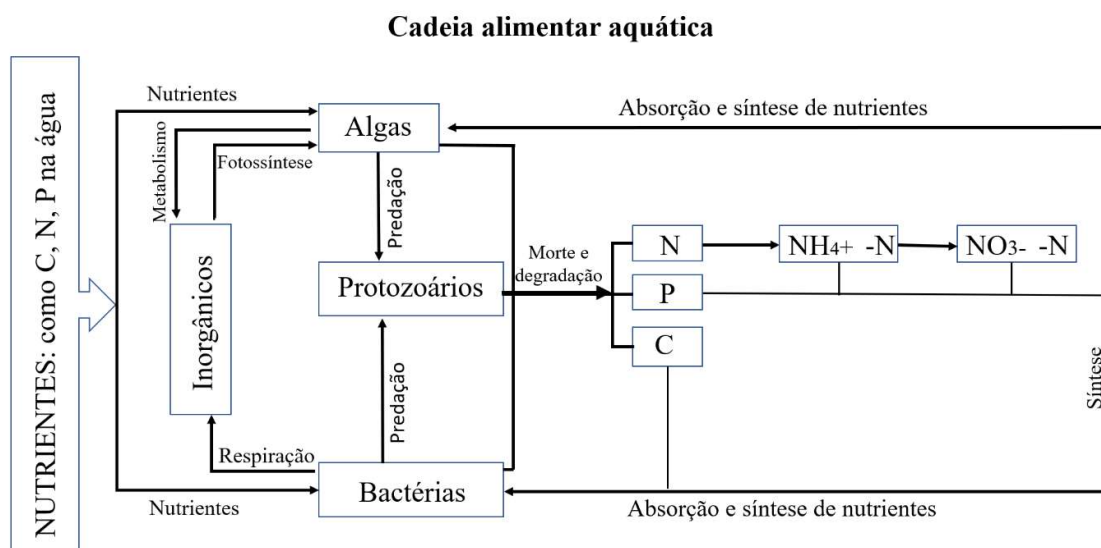 Cadeia alimentar aquática
NUTRIENTES: como C, N, P na água
Nutrientes
Metabolismo
Fotossíntese
Algas
Absorção e síntese de nutrientes
Predação
Inorgânicos
Protozoários
Morte e
degradação
N
NH4+ -N
NO3- -N
P
C
Predação
Síntese
Respiração
Bactérias
Nutrientes
Absorção e síntese de nutrientes